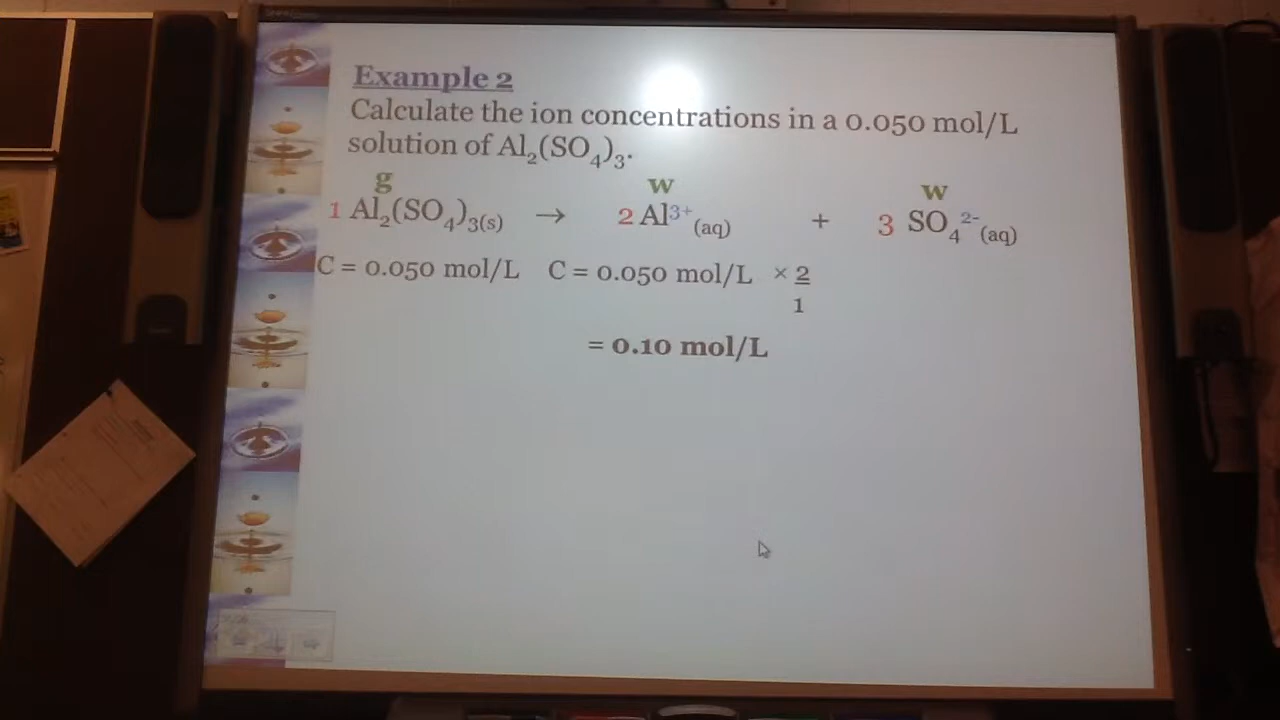 Example 2
Calculate the ion concentrations in a 0.050 mol/L
solution of Al₂(SO₄)₃.
g w w
1 Al₂(SO₄)₃(s) → 2 Al³⁺(aq) + 3 SO₄²⁻(aq)
C = 0.050 mol/L C = 0.050 mol/L × 2
1
= 0.10 mol/L